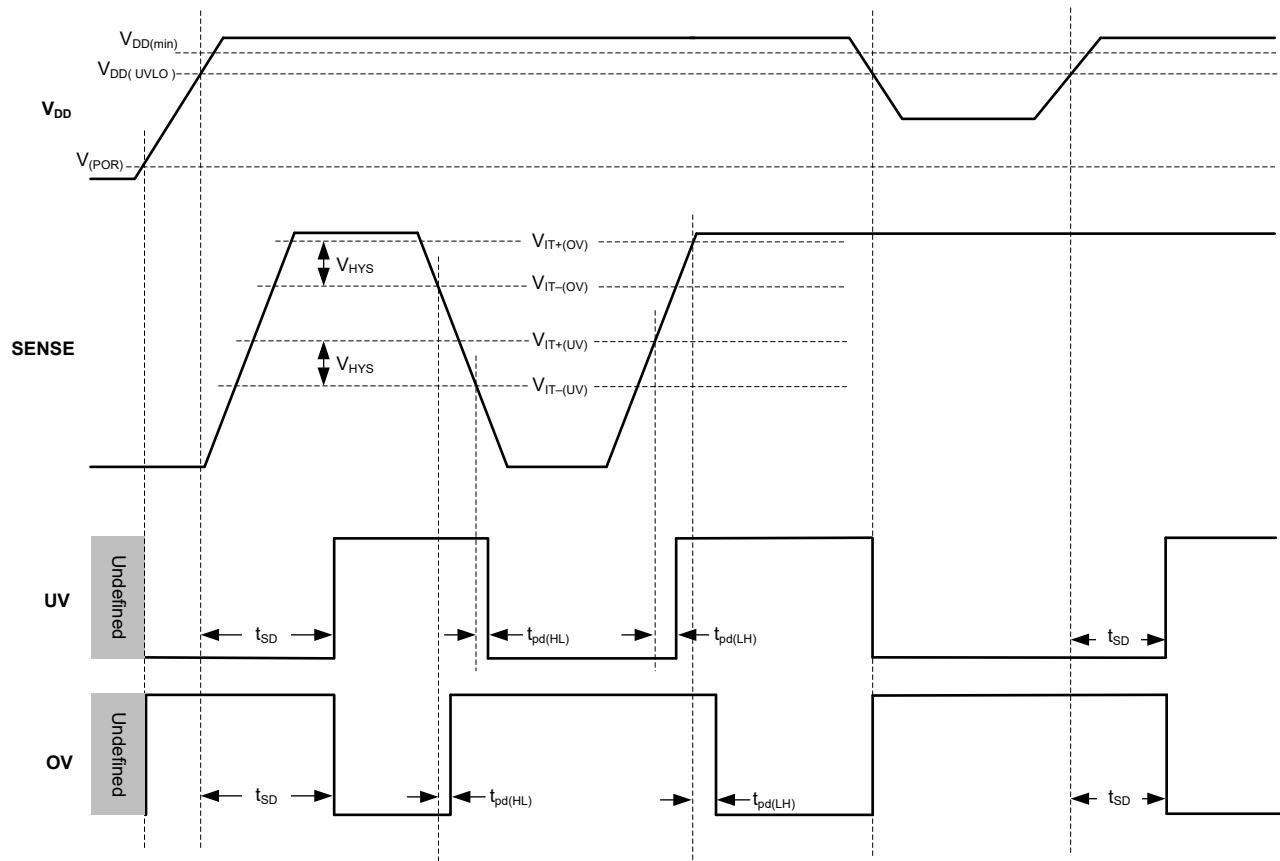 VDD(min)
VDD( UVLO )
VDD
V(POR)
VIT+(OV)
VHYS
VIT–(OV)
SENSE
VIT+(UV)
VHYS
VIT–(UV)
Undefined
UV
tSD
tpd(HL)
tpd(LH)
tSD
Undefined
OV
tSD
tpd(HL)
tpd(LH)
tSD